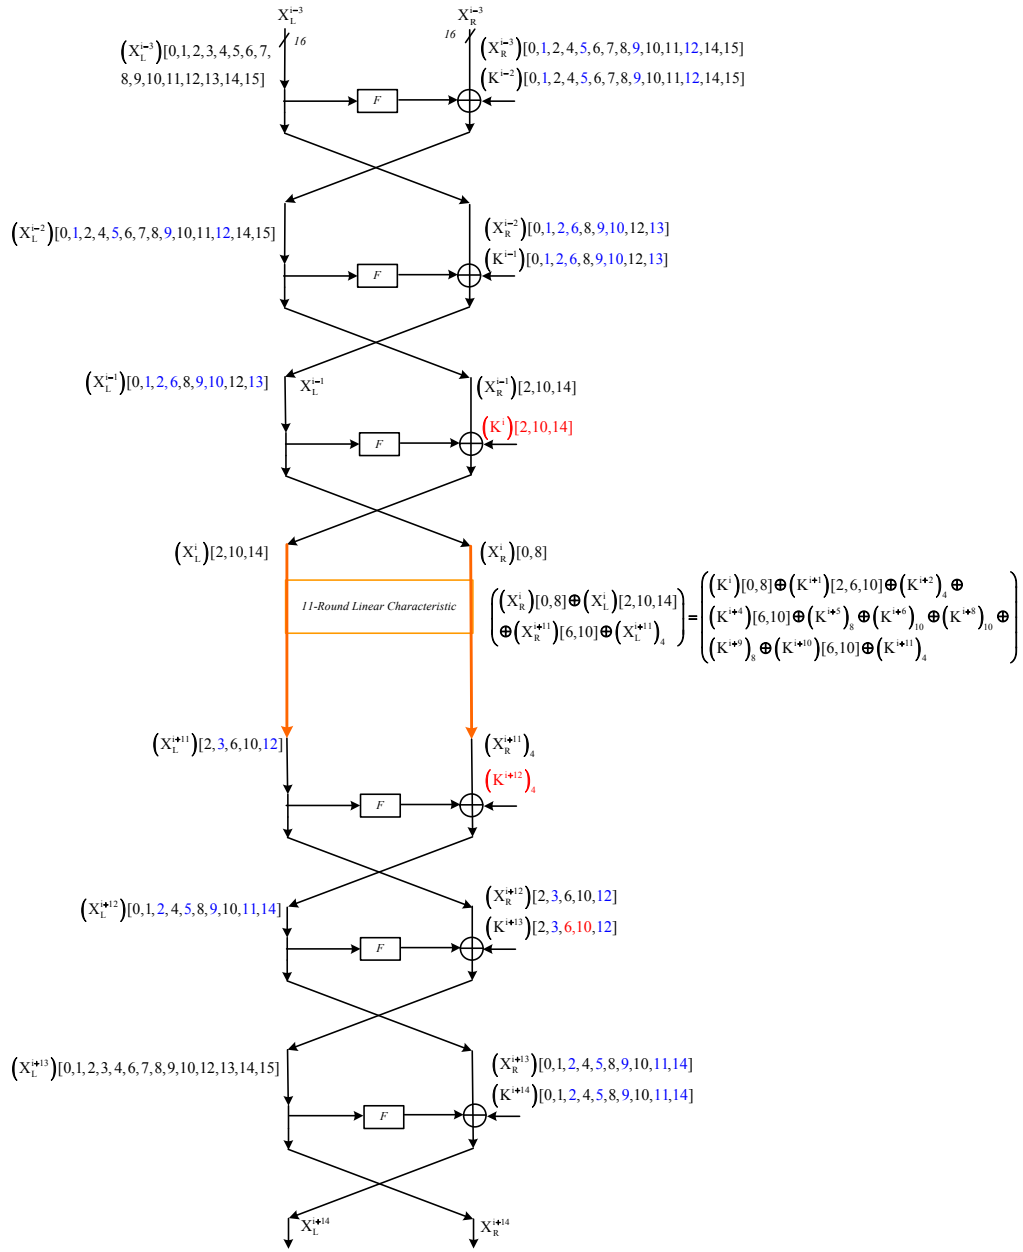 X_L^{i-3} X_R^{i-3}
16 16
(X_L^{i-3})[0,1,2,3,4,5,6,7,
8,9,10,11,12,13,14,15]
(X_R^{i-3})[0,1,2,4,5,6,7,8,9,10,11,12,14,15]
(K^{i-2})[0,1,2,4,5,6,7,8,9,10,11,12,14,15]
F
(X_L^{i-2})[0,1,2,4,5,6,7,8,9,10,11,12,14,15]
(X_R^{i-2})[0,1,2,6,8,9,10,12,13]
(K^{i-1})[0,1,2,6,8,9,10,12,13]
F
(X_L^{i-1})[0,1,2,6,8,9,10,12,13] X_L^{i-1}
(X_R^{i-1})[2,10,14]
(K^i)[2,10,14]
F
(X_L^i)[2,10,14] (X_R^i)[0,8]
11-Round Linear Characteristic
((X_R^i)[0,8]⊕(X_L^i)[2,10,14]
⊕(X_R^{i+11})[6,10]⊕(X_L^{i+11})_4)
=
((K^i)[0,8]⊕(K^{i+1})[2,6,10]⊕(K^{i+2})_4⊕
(K^{i+4})[6,10]⊕(K^{i+5})_8⊕(K^{i+6})_{10}⊕(K^{i+8})_{10}⊕
(K^{i+9})_8⊕(K^{i+10})[6,10]⊕(K^{i+11})_4)
(X_L^{i+11})[2,3,6,10,12] (X_R^{i+11})_4
(K^{i+12})_4
F
(X_L^{i+12})[0,1,2,4,5,8,9,10,11,14]
(X_R^{i+12})[2,3,6,10,12]
(K^{i+13})[2,3,6,10,12]
F
(X_L^{i+13})[0,1,2,3,4,6,7,8,9,10,12,13,14,15]
(X_R^{i+13})[0,1,2,4,5,8,9,10,11,14]
(K^{i+14})[0,1,2,4,5,8,9,10,11,14]
F
X_L^{i+14} X_R^{i+14}